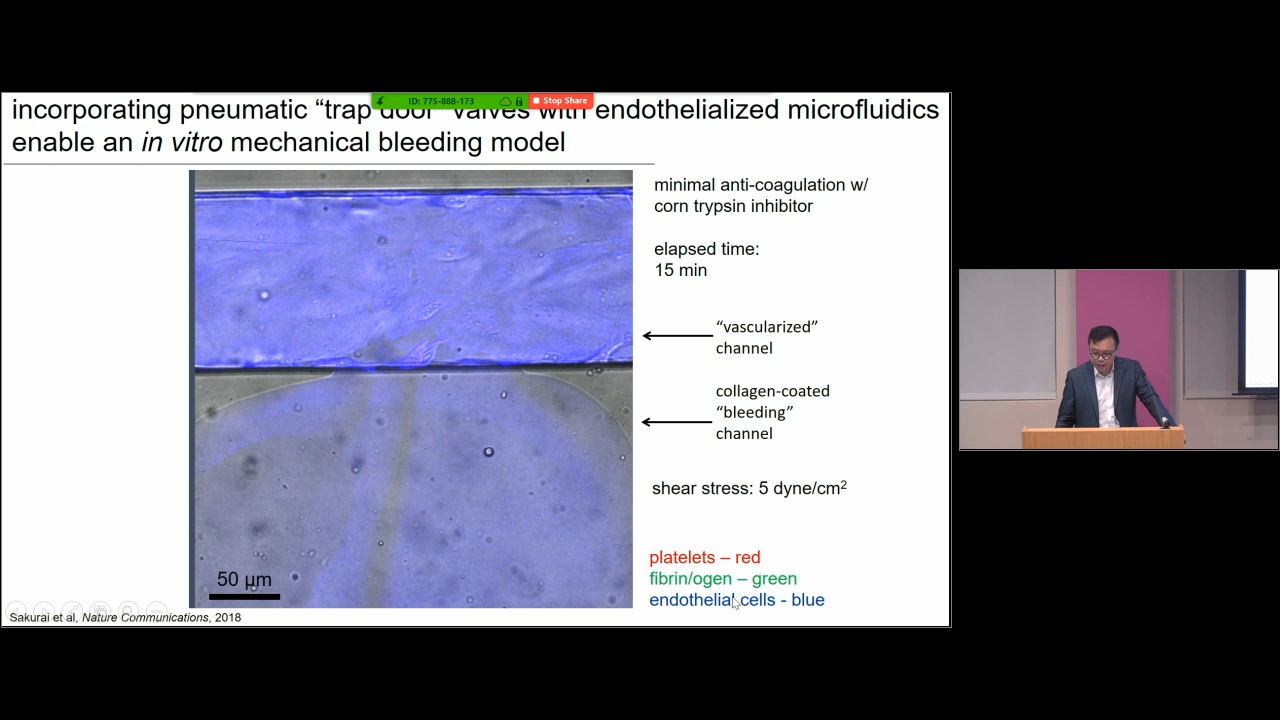 ID: 775-888-173
Stop Share
incorporating pneumatic “trap door” valves with endothelialized microfluidics
enable an in vitro mechanical bleeding model
minimal anti-coagulation w/
corn trypsin inhibitor
elapsed time:
15 min
“vascularized”
channel
collagen-coated
“bleeding”
channel
shear stress: 5 dyne/cm²
platelets – red
fibrin/ogen – green
endothelial cells - blue
50 µm
Sakurai et al, Nature Communications, 2018